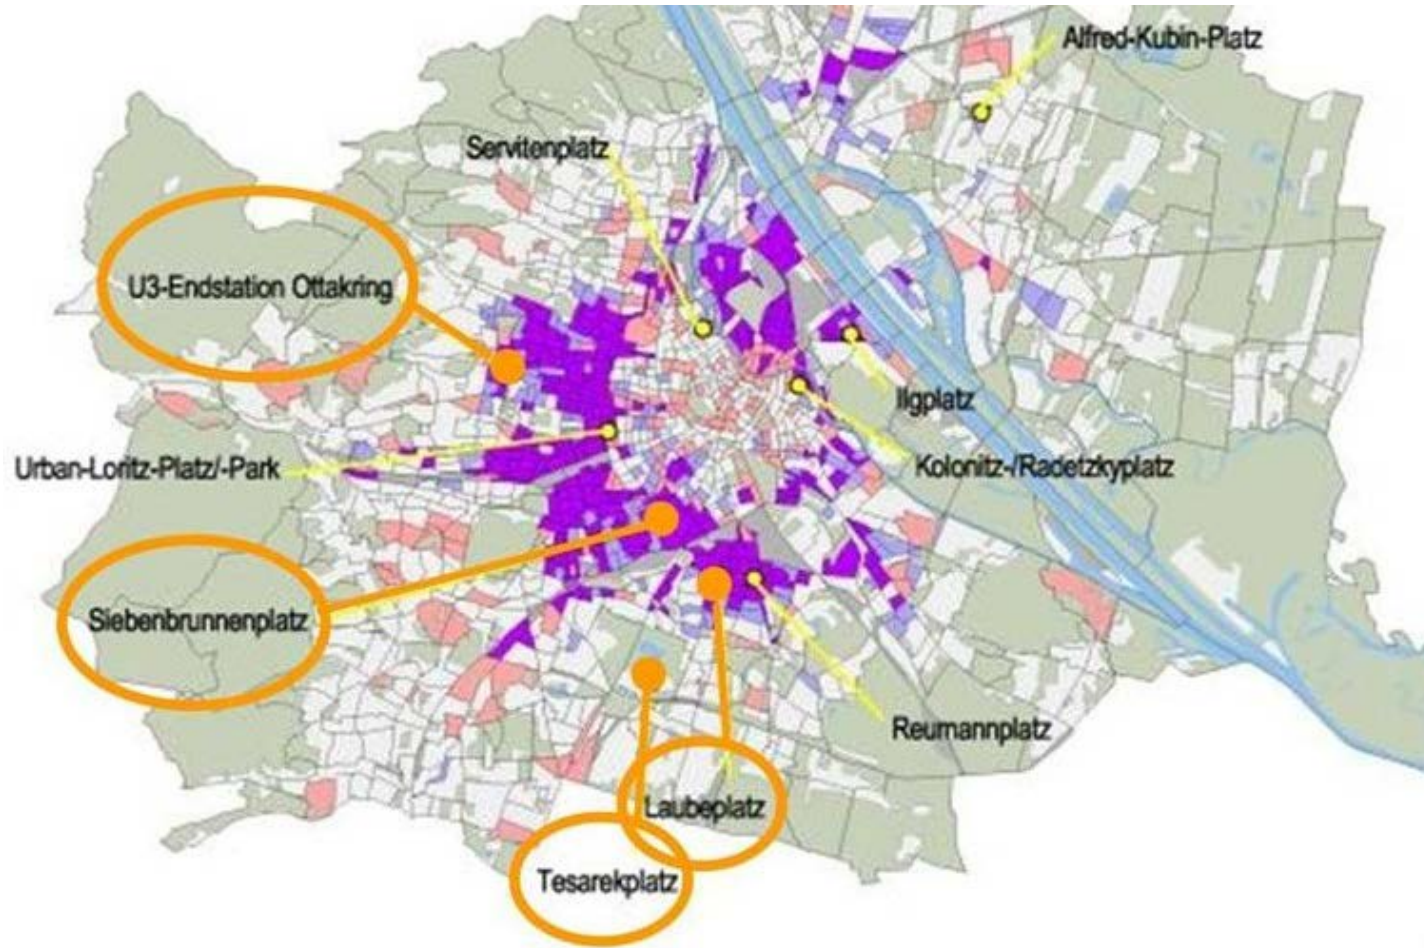 Alfred-Kubin-Platz
Servitenplatz
U3-Endstation Ottakring
Ilgplatz
Urban-Loritz-Platz/-Park
Kolonitz-/Radetzkyplatz
Siebenbrunnenplatz
Reumannplatz
Laubeplatz
Tesarekplatz